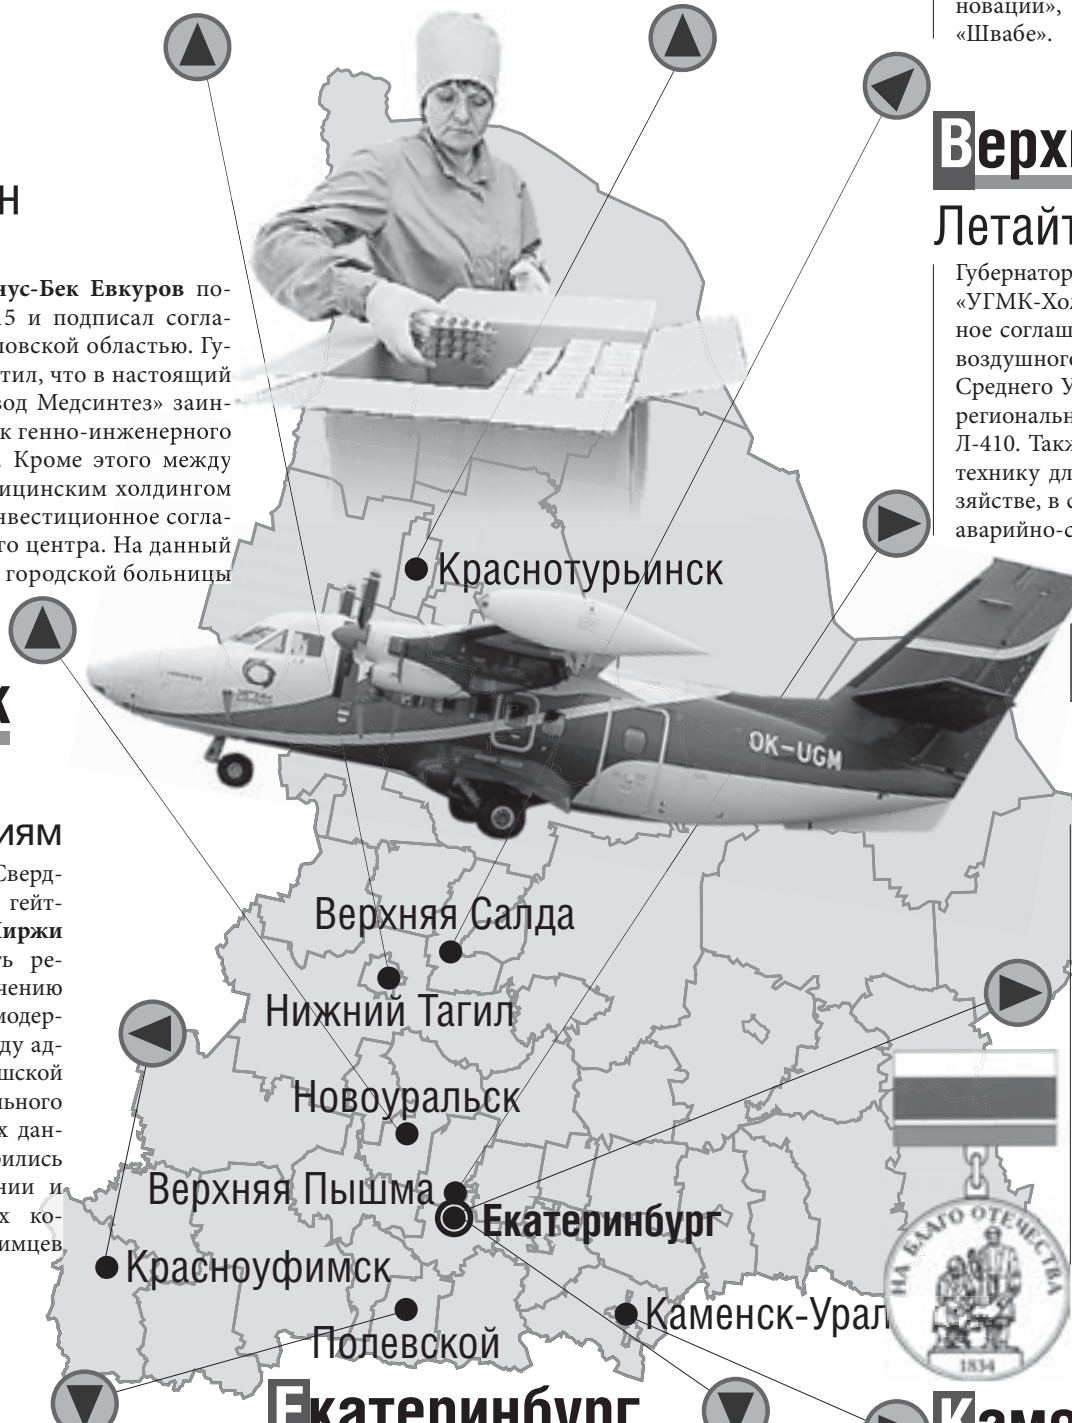 новации»,
«Швабе».
Верхн
Летайт
Губернатор
«УГМК-Хол
ное соглаш
воздушного
Среднего У
региональн
Л-410. Такж
технику дл
зяйстве, в с
аварийно-с
н
нус-Бек Евкуров по-
15 и подписал согла-
ловской областью. Гу-
тил, что в настоящий
вод Медсинтез» заин-
к генно-инженерного
. Кроме этого между
ицинским холдингом
нвестиционное согла-
го центра. На данный
городской больницы
к
иям
Сверд-
гейт-
Киржи
ть ре-
чению
модер-
ду ад-
шской
льного
х дан-
рились
нии и
х ко-
имцев
Краснотурьинск
OK-UGM
Верхняя Салда
Нижний Тагил
Новоуральск
Верхняя Пышма
Екатеринбург
Красноуфимск
Полевской
Каменск-Урал
НА БЛАГО ОТЕЧЕСТВА
1834
Екатеринбург
Каме